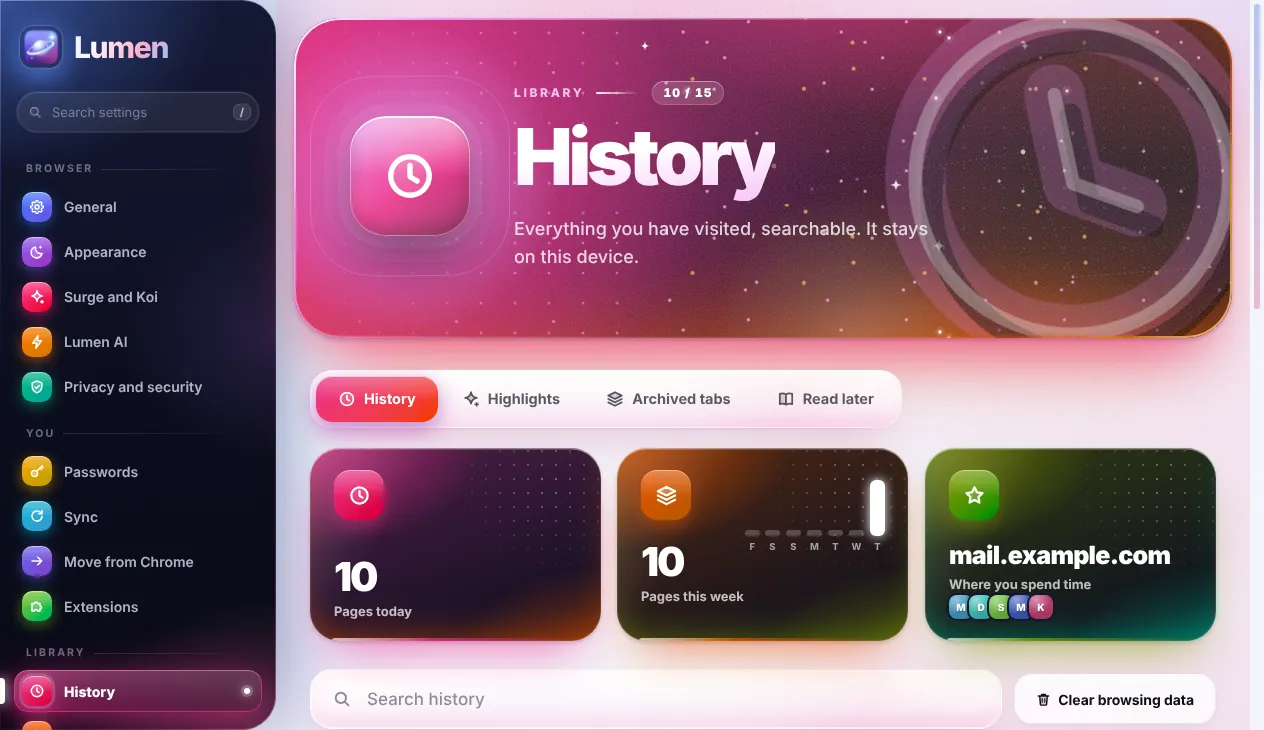 Lumen
Search settings /
BROWSER
General
Appearance
Surge and Koi
Lumen AI
Privacy and security
YOU
Passwords
Sync
Move from Chrome
Extensions
LIBRARY
History
LIBRARY 10 / 15
History
Everything you have visited, searchable. It stays
on this device.
History Highlights Archived tabs Read later
10
Pages today
F S S M T W T
10
Pages this week
mail.example.com
Where you spend time
M D S M K
Search history
Clear browsing data